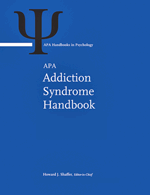 APA Handbooks in Psychology
APA
Addiction
Syndrome
Handbook
Howard J. Shaffer, Editor-in-Chief